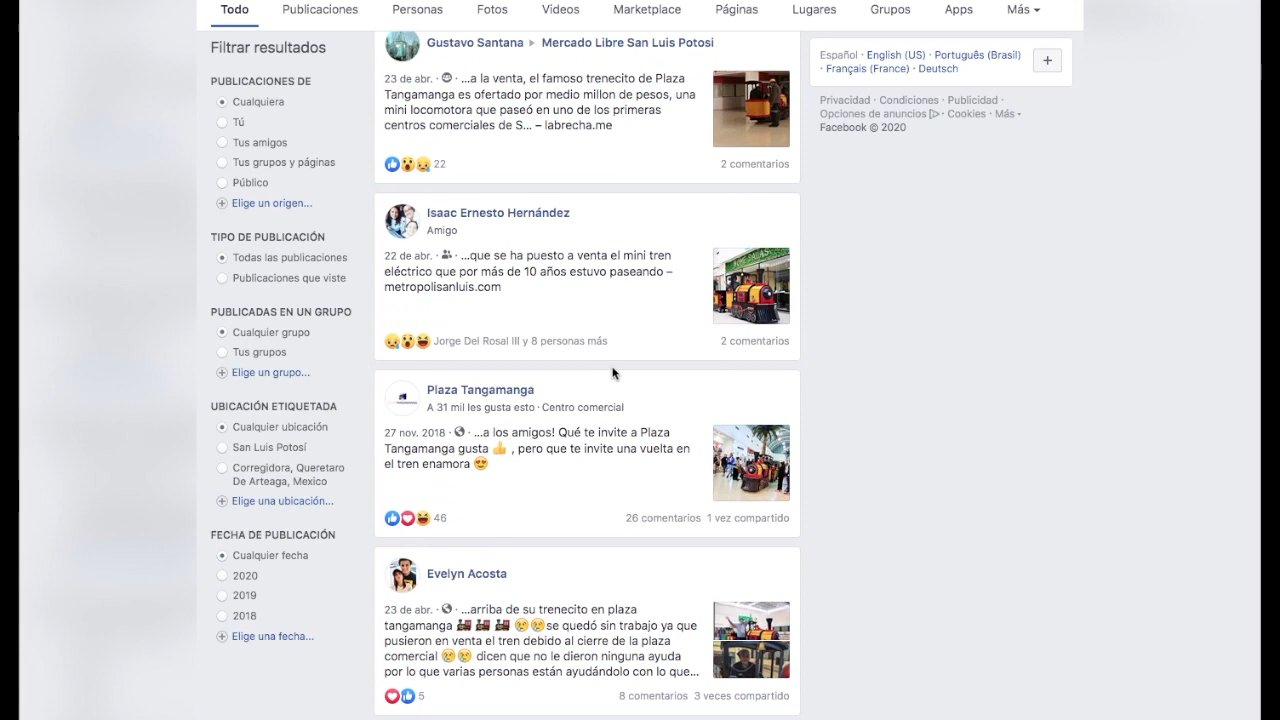 Todo
Publicaciones
Personas
Fotos
Videos
Marketplace
Páginas
Lugares
Grupos
Apps
Más
Filtrar resultados
PUBLICACIONES DE
Cualquiera
Tú
Tus amigos
Tus grupos y páginas
Público
Elige un origen...
TIPO DE PUBLICACIÓN
Todas las publicaciones
Publicaciones que viste
PUBLICADAS EN UN GRUPO
Cualquier grupo
Tus grupos
Elige un grupo...
UBICACIÓN ETIQUETADA
Cualquier ubicación
San Luis Potosí
Corregidora, Queretaro
De Arteaga, Mexico
Elige una ubicación...
FECHA DE PUBLICACIÓN
Cualquier fecha
2020
2019
2018
Elige una fecha...
Gustavo Santana ▸ Mercado Libre San Luis Potosi
23 de abr. · ...a la venta, el famoso trenecito de Plaza
Tangamanga es ofertado por medio millon de pesos, una
mini locomotora que paseó en uno de los primeras
centros comerciales de S... – labrecha.me
22
2 comentarios
Isaac Ernesto Hernández
Amigo
22 de abr. · ...que se ha puesto a venta el mini tren
eléctrico que por más de 10 años estuvo paseando –
metropolisanluis.com
Jorge Del Rosal III y 8 personas más
2 comentarios
Plaza Tangamanga
A 31 mil les gusta esto · Centro comercial
27 nov. 2018 · ...a los amigos! Qué te invite a Plaza
Tangamanga gusta 👍 , pero que te invite una vuelta en
el tren enamora 😍
46
26 comentarios 1 vez compartido
Evelyn Acosta
23 de abr. · ...arriba de su trenecito en plaza
tangamanga 🚂 🚂 🚂 😢😢se quedó sin trabajo ya que
pusieron en venta el tren debido al cierre de la plaza
comercial 😢😢 dicen que no le dieron ninguna ayuda
por lo que varias personas están ayudándolo con lo que...
5
8 comentarios 3 veces compartido
Español · English (US) · Português (Brasil)
· Français (France) · Deutsch
Privacidad · Condiciones · Publicidad ·
Opciones de anuncios · Cookies · Más
Facebook © 2020